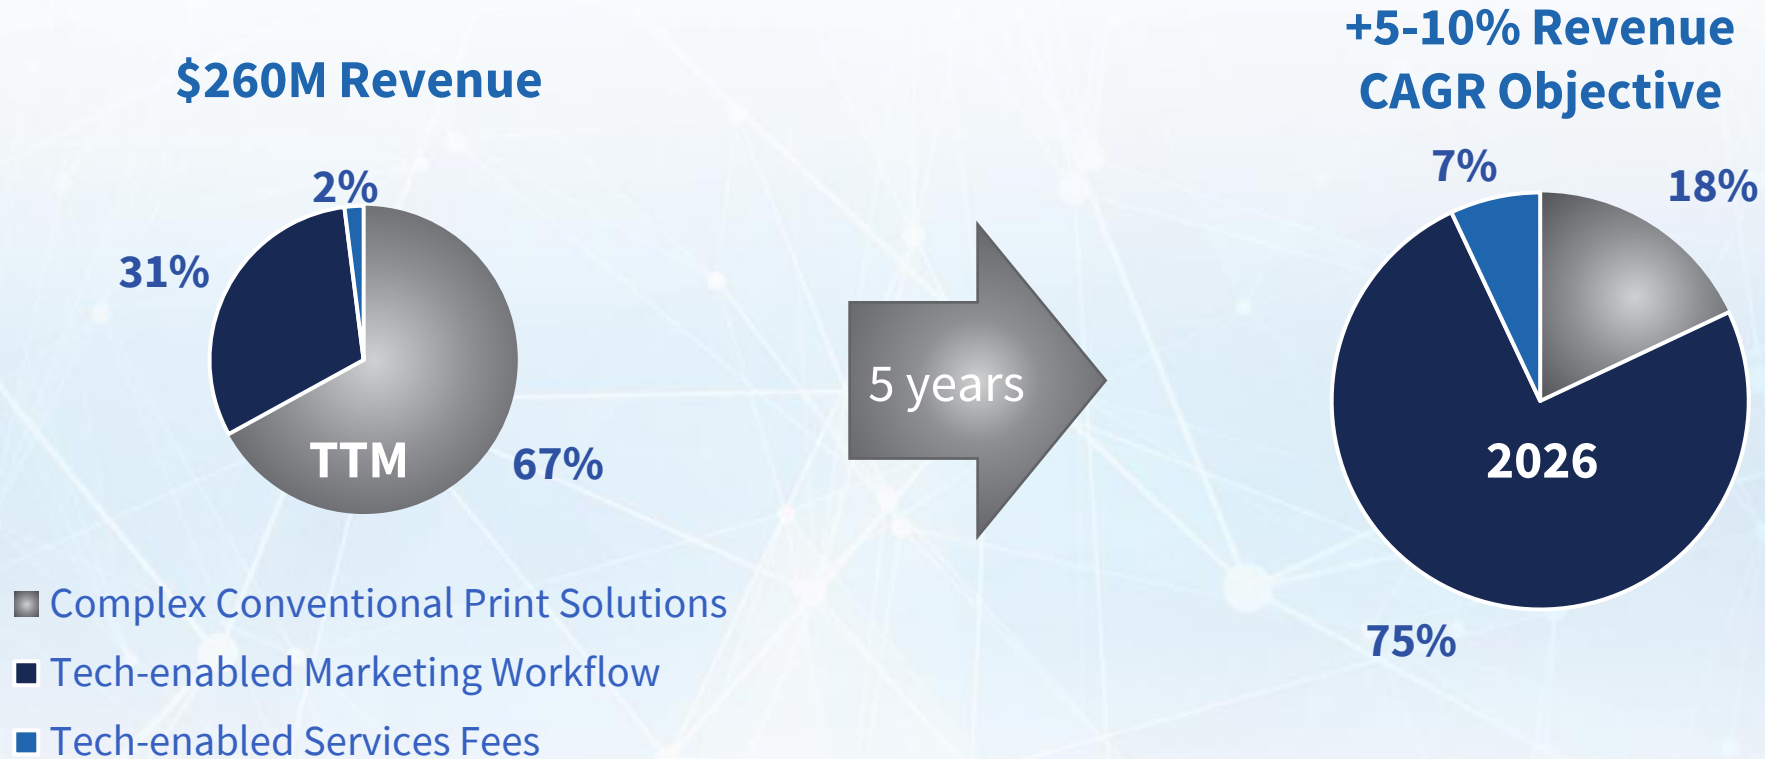 $260M Revenue
2%
31%
TTM
67%
Complex Conventional Print Solutions
Tech-enabled Marketing Workflow
Tech-enabled Services Fees
5 years
+5-10% Revenue
CAGR Objective
7%
18%
2026
75%